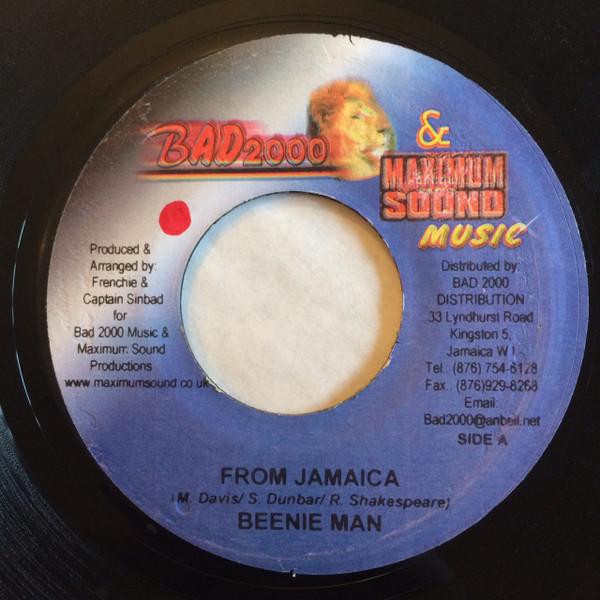 BAD2000
&
MAXIMUM
SOUND
MUSIC
Produced &
Arranged by:
Frenchie &
Captain Sinbad
for
Bad 2000 Music &
Maximum Sound
Productions
www.maximumsound.co.uk
Distributed by:
BAD 2000
DISTRIBUTION
33 Lyndhurst Road
Kingston 5,
Jamaica W.I.
Tel.: (876) 754-6128
Fax. (876)929-8268
Email:
Bad2000@anbell.net
SIDE A
FROM JAMAICA
(M. Davis/ S. Dunbar/ R. Shakespeare)
BEENIE MAN